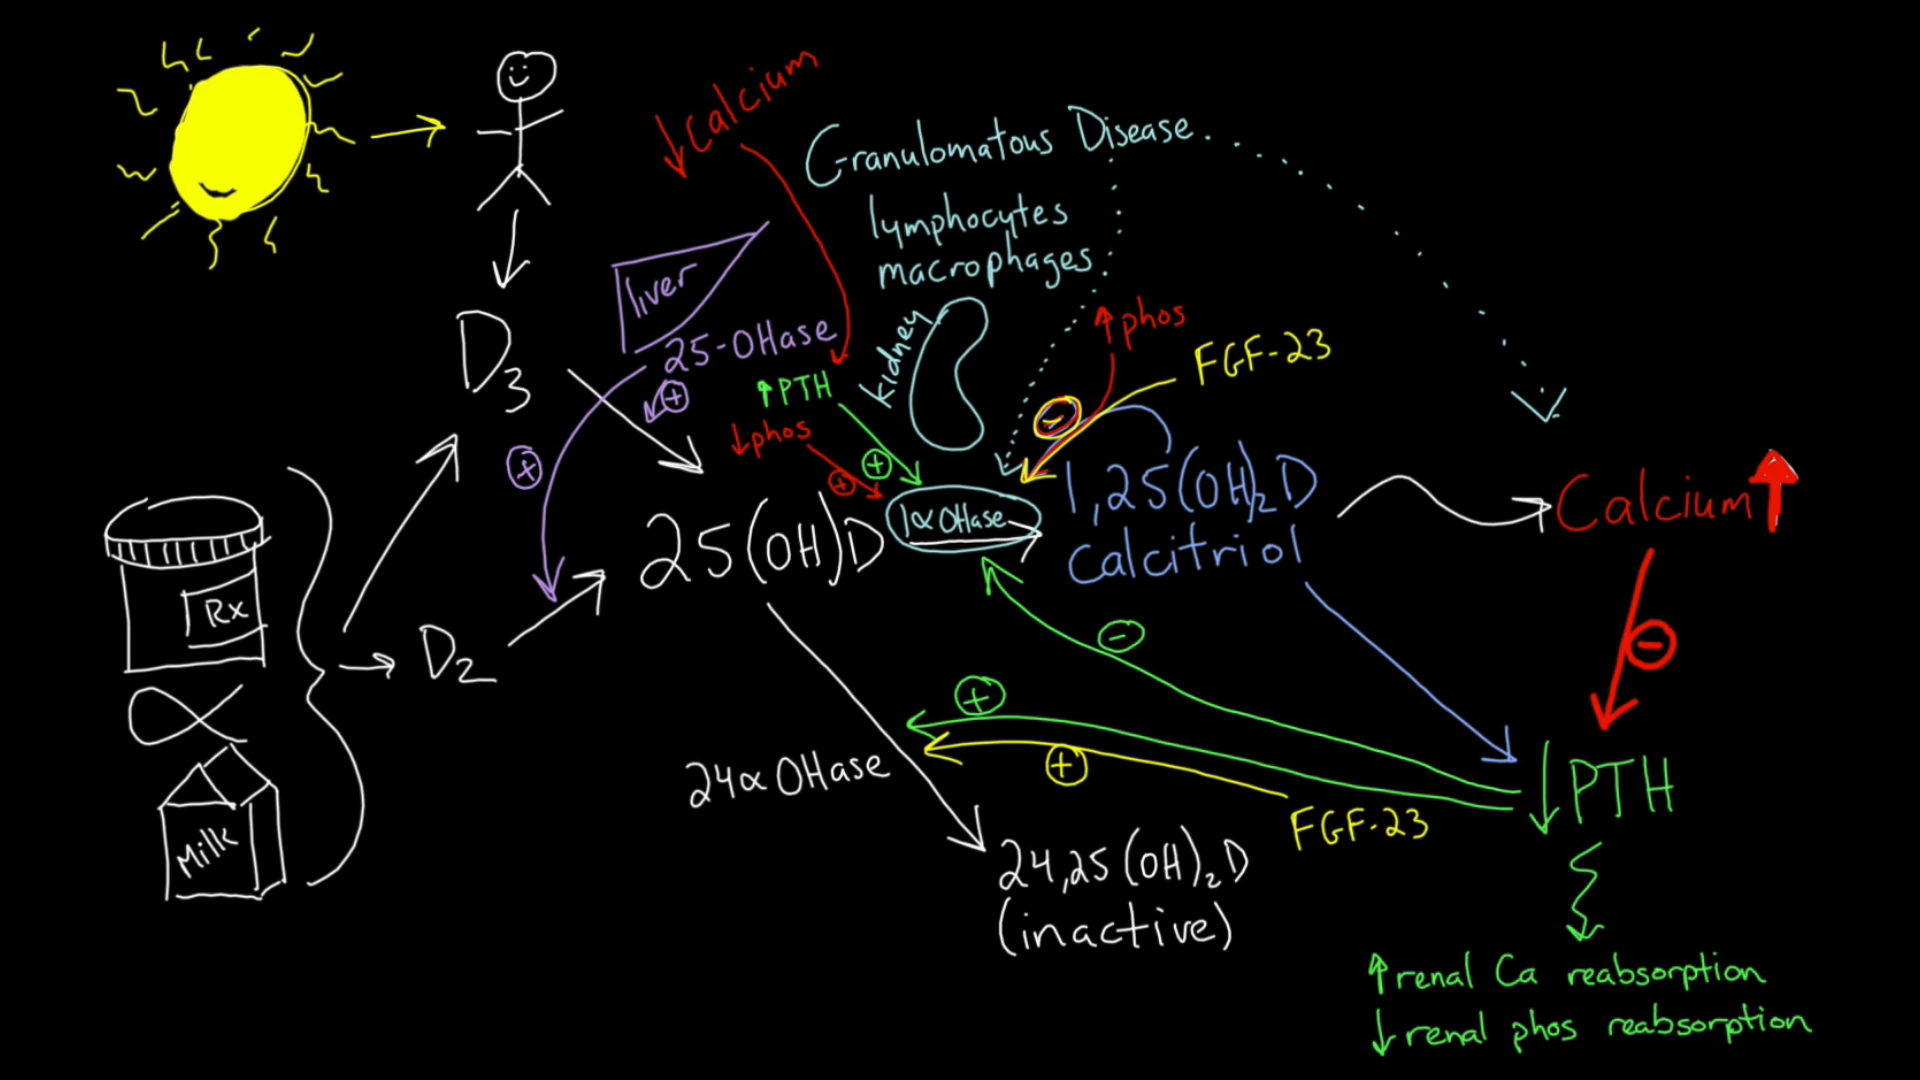 ↓ Calcium
Granulomatous Disease
lymphocytes
macrophages
liver
25-OHase
+
kidney
↑ phos
FGF-23
D3
↑ PTH
↓ phos
+
+
+
-
1α OHase
25(OH)D
1,25(OH)2D
Calcitriol
Calcium ↑
Rx
D2
-
-
+
+
24α OHase
FGF-23
↓ PTH
Milk
24,25(OH)2D
(inactive)
↑ renal Ca reabsorption
↓ renal phos reabsorption